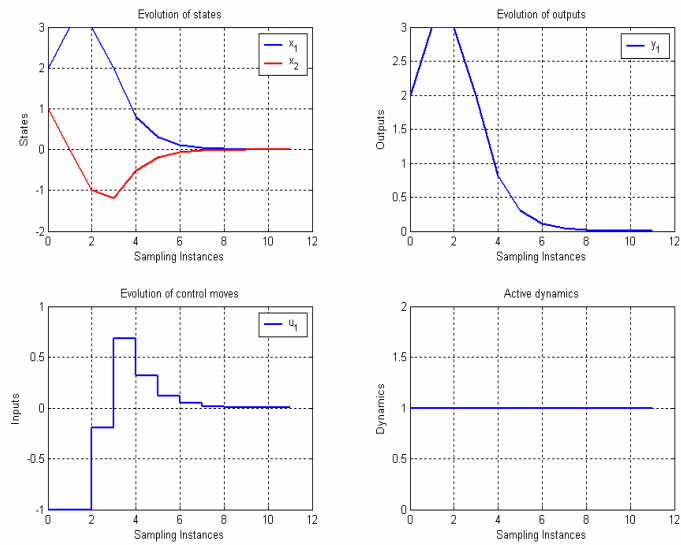 Evolution of states
3
2
1
0
-1
-2
States
0 2 4 6 8 10 12
Sampling Instances
x1
x2
Evolution of outputs
3
2.5
2
1.5
1
0.5
0
Outputs
0 2 4 6 8 10 12
Sampling Instances
y1
Evolution of control moves
1
0.5
0
-0.5
-1
Inputs
0 2 4 6 8 10 12
Sampling Instances
u1
Active dynamics
2
1.5
1
0.5
0
Dynamics
0 2 4 6 8 10 12
Sampling Instances